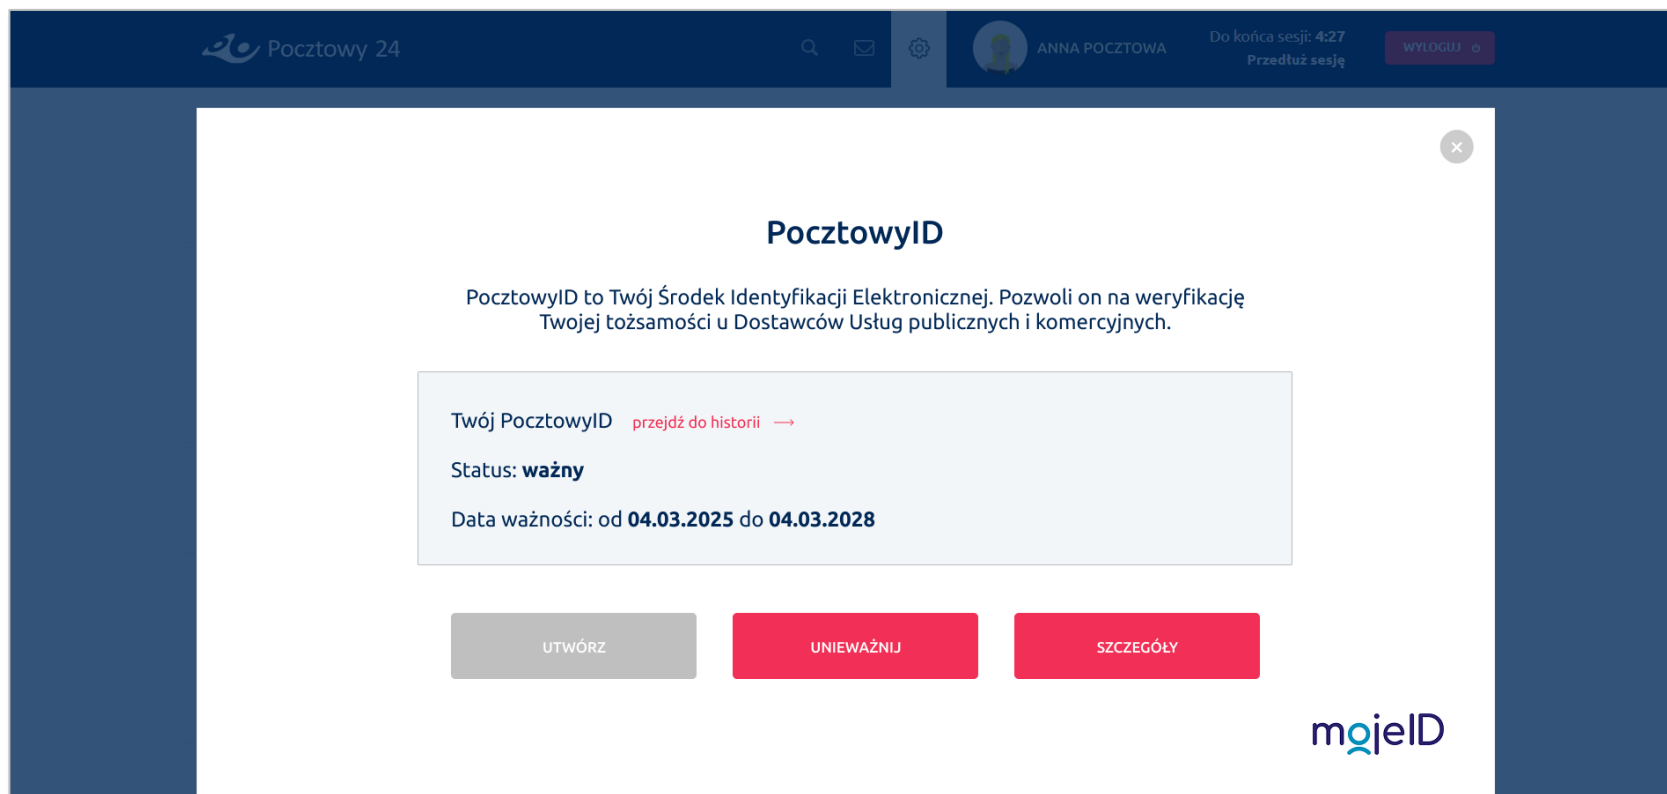 Pocztowy 24
ANNA POCZTOWA
Do końca sesji: 4:27
Przedłuż sesję
WYLOGUJ
PocztowyID
PocztowyID to Twój Środek Identyfikacji Elektronicznej. Pozwoli on na weryfikację
Twojej tożsamości u Dostawców Usług publicznych i komercyjnych.
Twój PocztowyID przejdź do historii
Status: ważny
Data ważności: od 04.03.2025 do 04.03.2028
UTWÓRZ
UNIEWAŻNIJ
SZCZEGÓŁY
mojeID